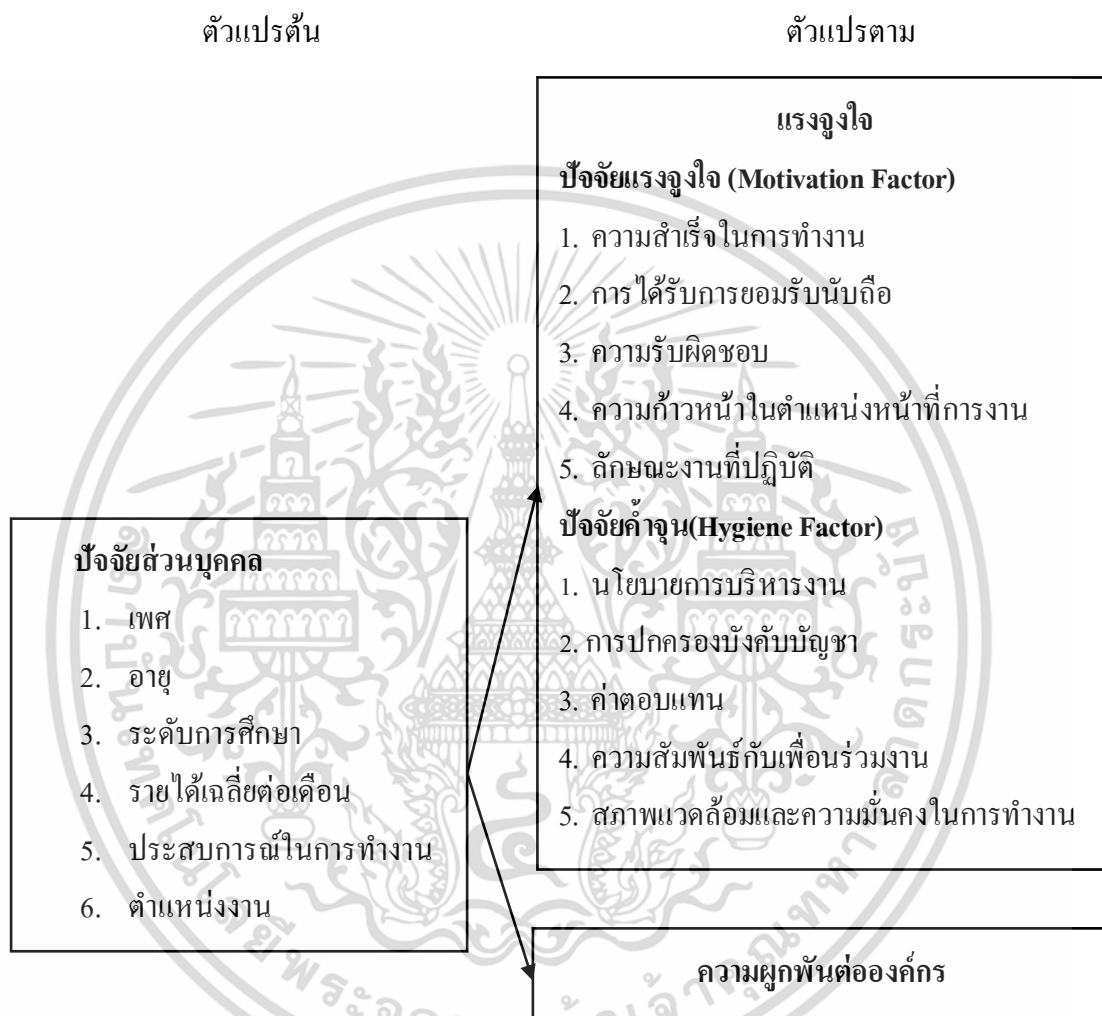 ตัวแปรต้น
ตัวแปรตาม
แรงจูงใจ
ปัจจัยแรงจูงใจ (Motivation Factor)
1. ความสำเร็จในการทำงาน
2. การได้รับการยอมรับนับถือ
3. ความรับผิดชอบ
4. ความก้าวหน้าในตำแหน่งหน้าที่การงาน
5. ลักษณะงานที่ปฏิบัติ
ปัจจัยค้ำจุน(Hygiene Factor)
1. นโยบายการบริหารงาน
2. การปกครองบังคับบัญชา
3. ค่าตอบแทน
4. ความสัมพันธ์กับเพื่อนร่วมงาน
5. สภาพแวดล้อมและความมั่นคงในการทำงาน
ปัจจัยส่วนบุคคล
1. เพศ
2. อายุ
3. ระดับการศึกษา
4. รายได้เฉลี่ยต่อเดือน
5. ประสบการณ์ในการทำงาน
6. ตำแหน่งงาน
ความผูกพันต่อองค์กร